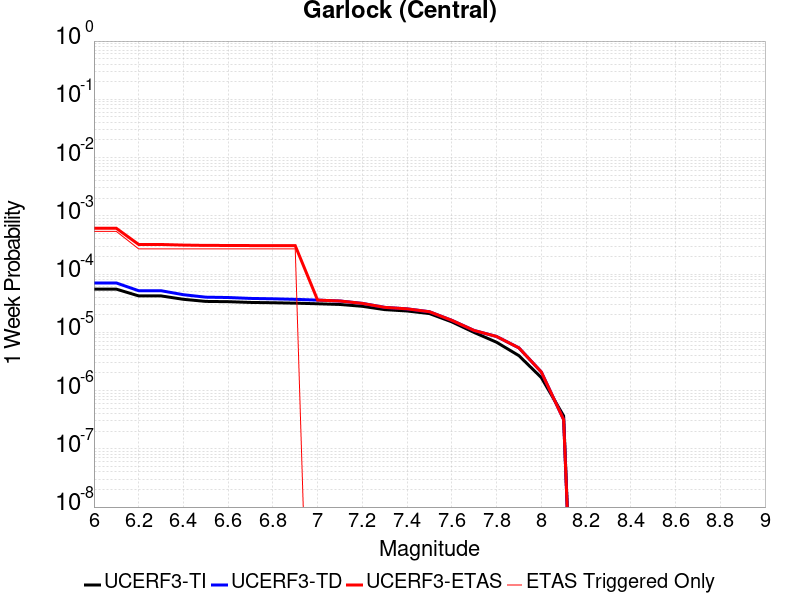 Garlock (Central)
1 Week Probability
10^0
10^-1
10^-2
10^-3
10^-4
10^-5
10^-6
10^-7
10^-8
6 6.2 6.4 6.6 6.8 7 7.2 7.4 7.6 7.8 8 8.2 8.4 8.6 8.8 9
Magnitude
UCERF3-TI UCERF3-TD UCERF3-ETAS ETAS Triggered Only